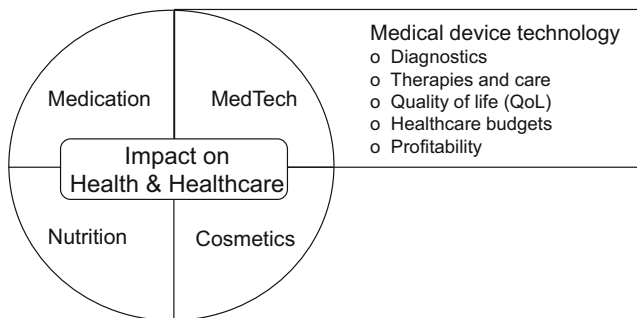 Medication
MedTech
Impact on
Health & Healthcare
Nutrition
Cosmetics
Medical device technology
o Diagnostics
o Therapies and care
o Quality of life (QoL)
o Healthcare budgets
o Profitability